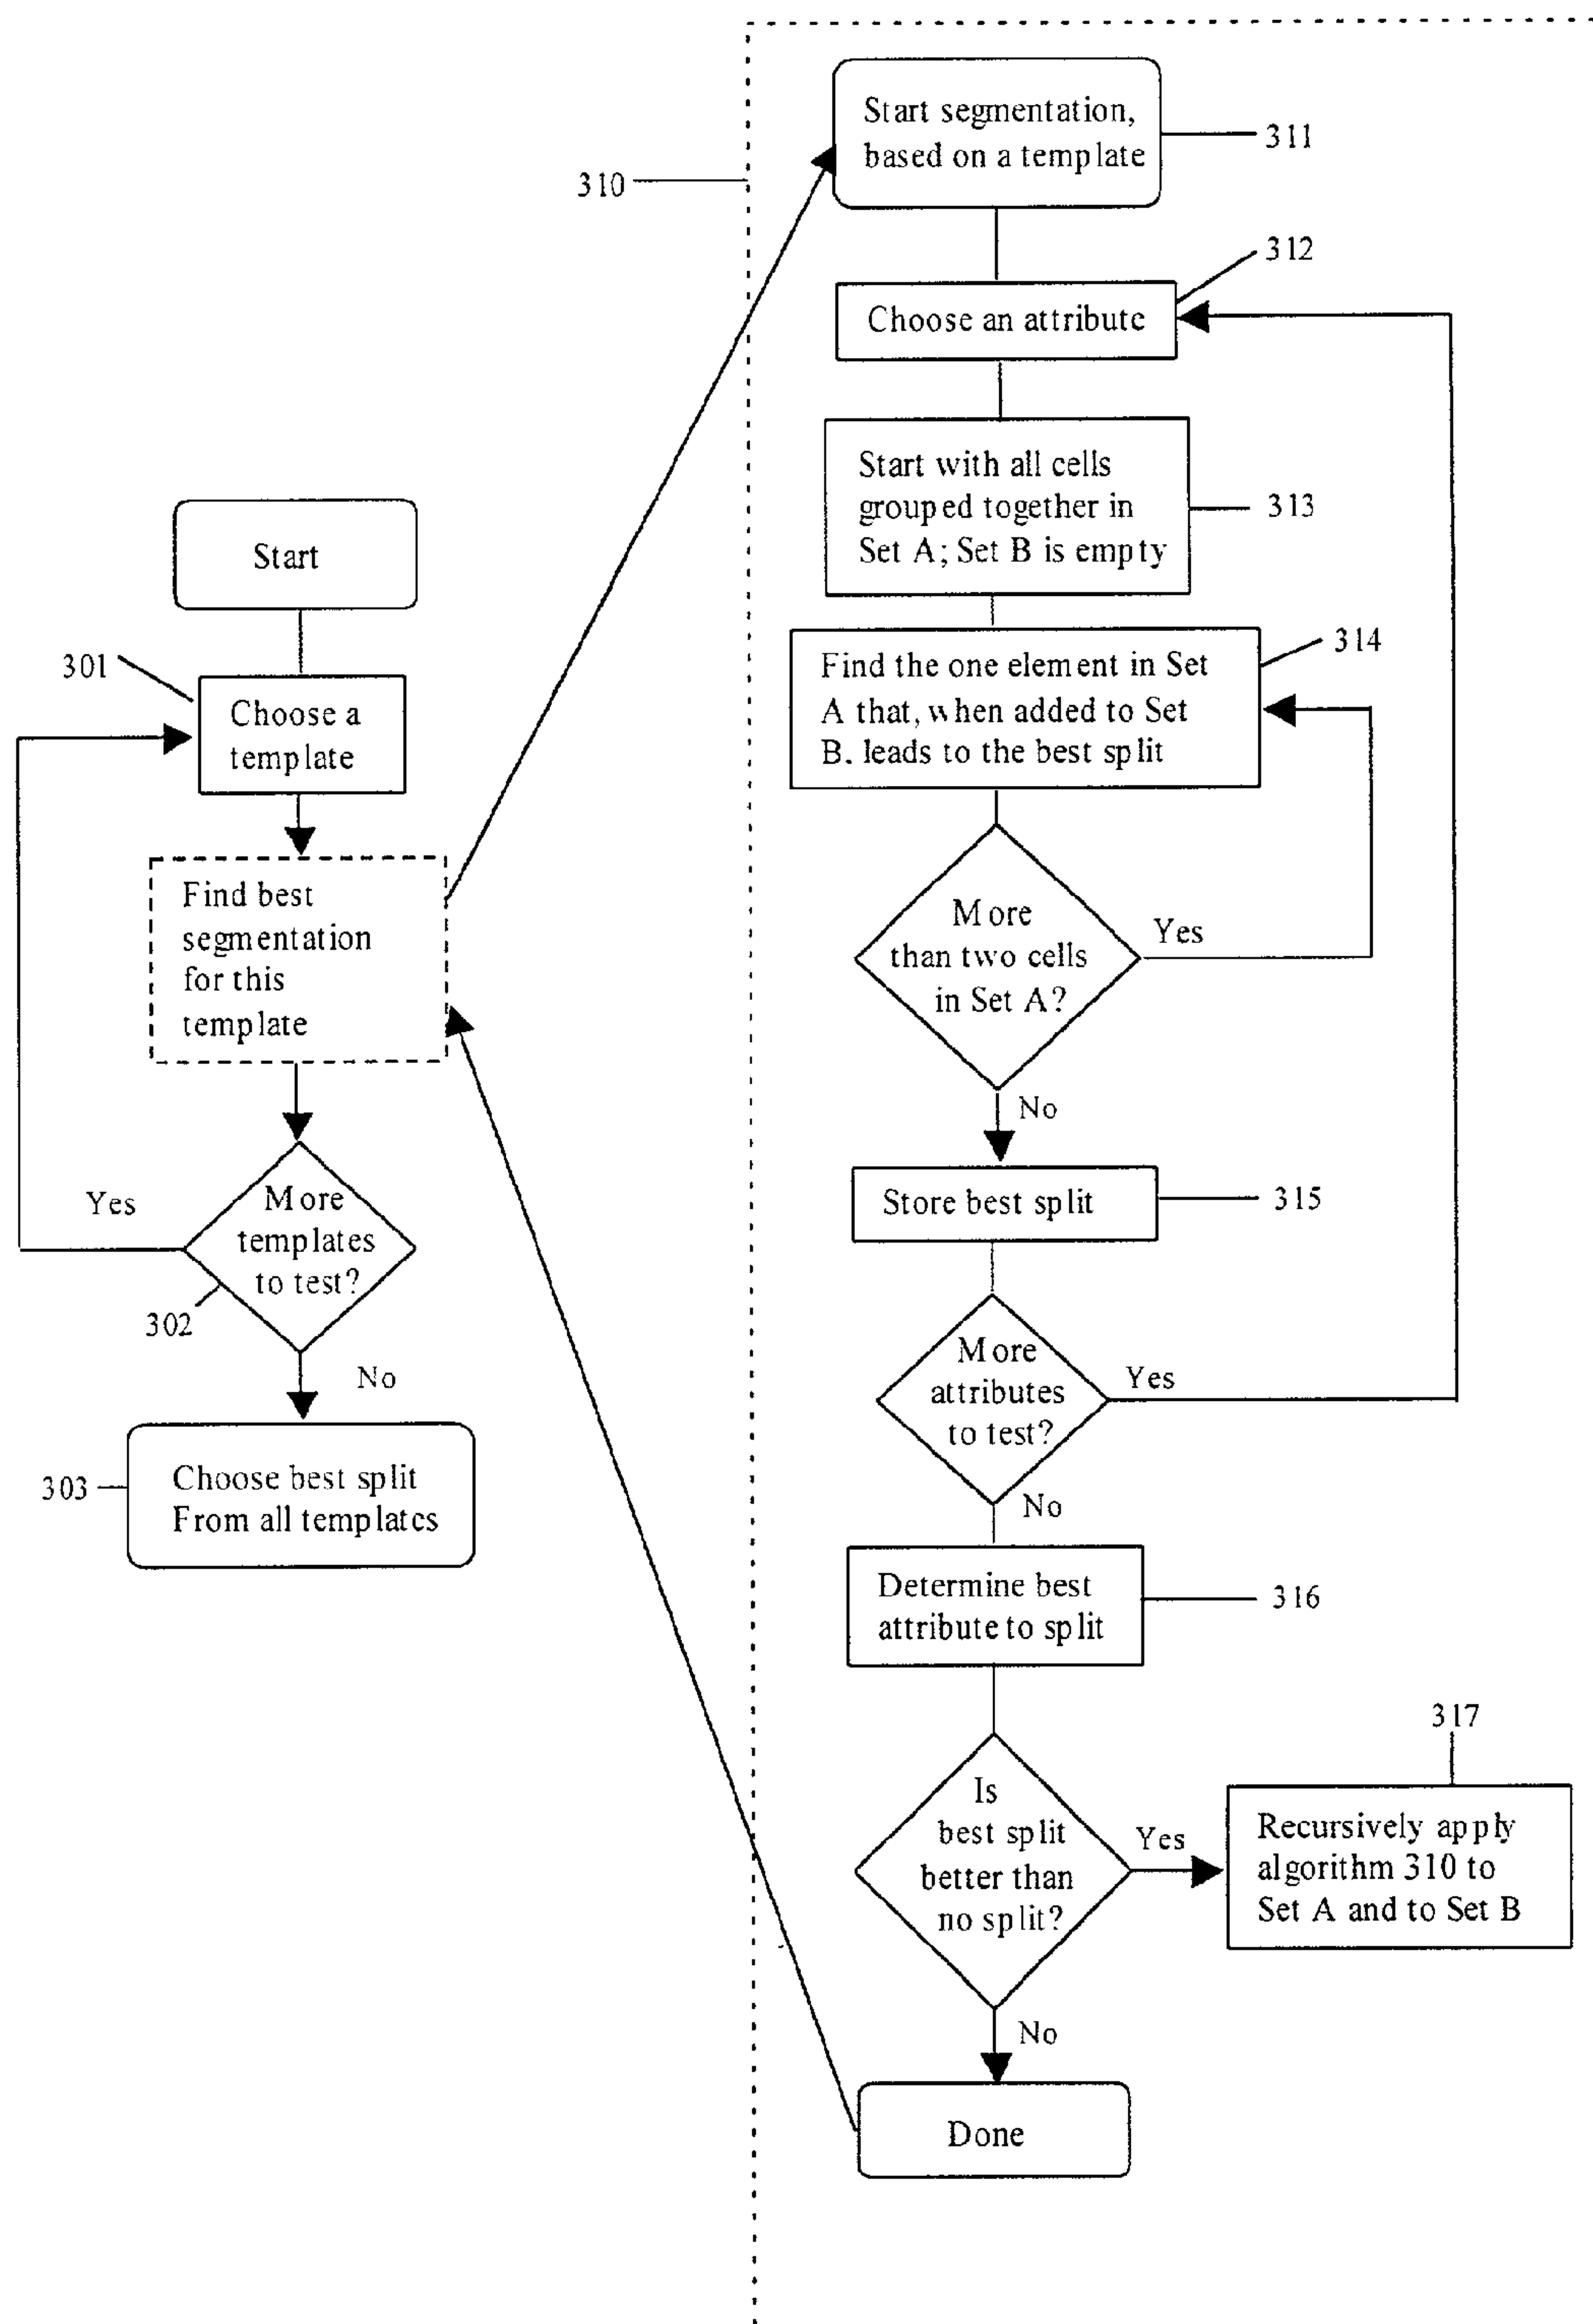 Start
301
Choose a
template
Find best
segmentation
for this
template
Yes
More
templates
to test?
302
No
303
Choose best split
From all templates
310
Start segmentation,
based on a template
311
312
Choose an attribute
Start with all cells
grouped together in
Set A; Set B is empty
313
Find the one element in Set
A that, when added to Set
B. leads to the best split
314
More
than two cells
in Set A?
Yes
No
Store best split
315
More
attributes
to test?
Yes
No
Determine best
attribute to split
316
Is
best split
better than
no split?
Yes
317
Recursively apply
algorithm 310 to
Set A and to Set B
No
Done